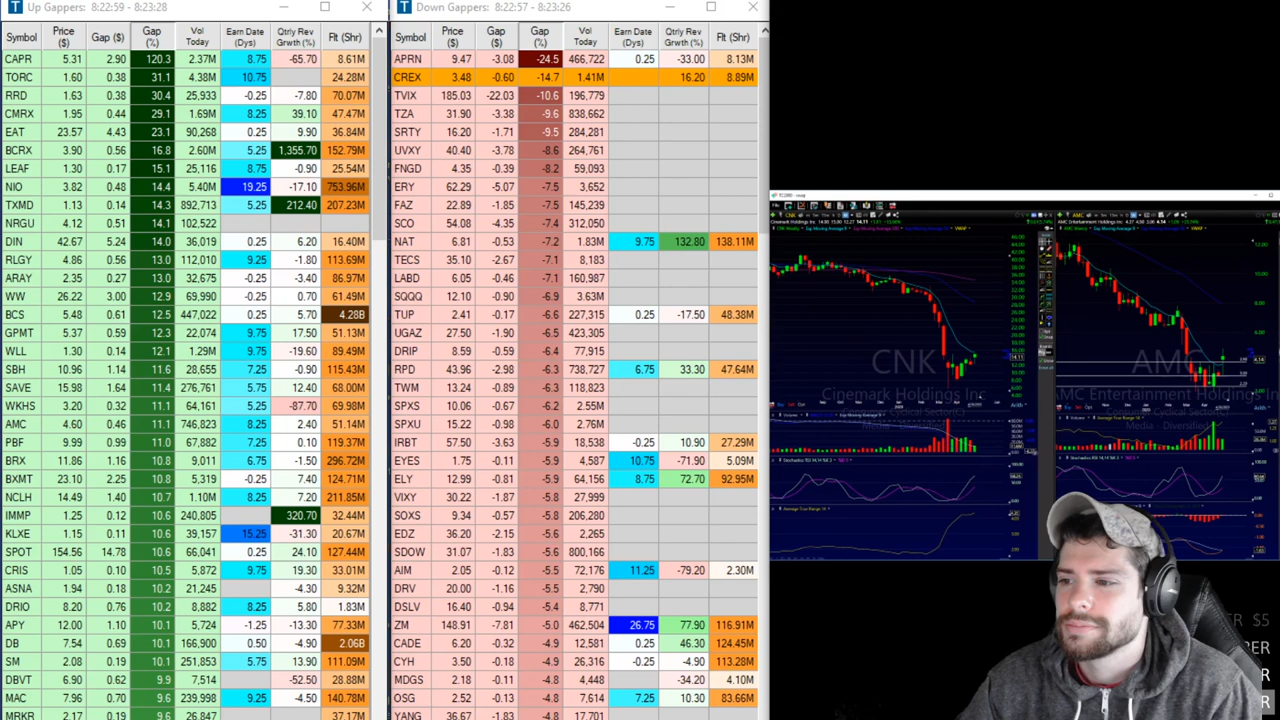 Up Gappers: 8:22:59 - 8:23:28
Symbol Price ($) Gap ($) Gap (%) Vol Today Earn Date (Dys) Qtrly Rev Grwth (%) Flt (Shr)
CAPR 5.31 2.90 120.3 2.37M 8.75 -65.70 8.61M
TORC 1.60 0.38 31.1 4.38M 10.75 24.28M
RRD 1.63 0.38 30.4 25,933 -0.25 -7.80 70.07M
CMRX 1.95 0.44 29.1 1.69M 8.25 39.10 47.47M
EAT 23.57 4.43 23.1 90,268 0.25 9.90 36.84M
BCRX 3.90 0.56 16.8 2.60M 5.25 1,355.70 152.79M
LEAF 1.30 0.17 15.1 25,116 8.75 -0.90 25.54M
NIO 3.82 0.48 14.4 5.40M 19.25 -17.10 753.96M
TXMD 1.60 0.20 14.3 892,713 5.25 212.40 207.23M
NRGU 4.37 0.54 14.1 5,622
DIN 42.67 5.24 14.0 36,019 0.25 6.20 16.40M
RLGY 4.86 0.56 13.0 112,010 9.25 -1.80 113.69M
ARAY 2.35 0.27 13.0 10,575 -0.25 -3.40 88.97M
WW 26.22 3.00 12.9 69,990 -0.25 0.70 61.49M
BCS 5.48 0.61 12.5 447,022 0.25 5.70 4.28B
GPMT 5.37 0.59 12.3 22,074 9.25 17.50 51.13M
WLL 1.30 0.14 12.1 1.29M 9.75 -19.60 89.49M
SBH 10.96 1.14 11.6 28,655 7.25 -0.90 115.43M
SAVE 15.98 1.64 11.4 276,761 5.75 12.40 68.00M
WKHS 3.20 0.32 11.1 64,819 5.25 -87.70 69.98M
AMC 4.60 0.46 11.1 728,823 8.25 2.40 51.14M
PBF 9.99 0.99 11.0 67,882 7.25 0.10 119.37M
BRX 11.88 1.16 10.8 9,011 6.75 -1.50 296.72M
BXMT 23.10 2.25 10.8 5,319 -0.25 7.40 124.71M
NCLH 14.49 1.40 10.7 1.10M 8.25 7.20 211.85M
IMMP 1.25 0.12 10.6 240,805 320.70 32.44M
KLXE 1.15 0.11 10.6 39,157 15.25 -31.30 20.67M
SPOT 154.56 14.78 10.6 66,041 0.25 24.10 127.44M
CRIS 1.05 0.10 10.5 42,566 9.75 19.30 33.01M
ASNA 1.94 0.18 10.2 21,245 -4.30 9.32M
DRIO 8.20 0.76 10.2 8,882 8.25 5.80 1.83M
APY 12.00 1.10 10.1 5,724 -1.25 -13.30 77.33M
DB 7.54 0.69 10.1 166,900 0.50 -4.90 2.06B
SM 2.08 0.19 10.1 251,853 5.75 13.90 111.09M
DBVT 6.90 0.62 9.9 7,514 -52.50 28.88M
MAC 7.96 0.70 9.6 239,998 9.25 -4.50 140.78M
MRKR 2.17 0.19 9.6 26,847 37.17M
Down Gappers: 8:22:57 - 8:23:26
Symbol Price ($) Gap ($) Gap (%) Vol Today Earn Date (Dys) Qtrly Rev Grwth (%) Flt (Shr)
APRN 9.47 -3.08 -24.5 466,722 0.25 -33.00 8.13M
CREX 3.48 -0.60 -14.7 1.41M 16.20 8.89M
TVIX 185.03 -22.03 -10.6 196,779
TZA 31.90 -3.38 -9.6 838,662
SRTY 16.20 -1.71 -9.5 284,281
UVXY 40.40 -3.78 -8.6 264,761
FNGD 4.35 -0.39 -8.2 59,093
ERY 62.29 -5.07 -7.5 3,652
FAZ 22.89 -1.85 -7.5 145,239
SCO 54.08 -4.35 -7.4 373,050
NAT 6.81 -0.53 -7.2 1.83M 9.75 132.80 138.11M
TECS 35.10 -2.67 -7.1 8,183
LABD 6.05 -0.46 -7.1 60,987
SQQQ 12.10 -0.90 -6.9 3.63M
TUP 2.41 -0.17 -6.6 227,315 0.25 -17.50 48.38M
UGAZ 27.34 -1.90 -6.5 423,305
DRIP 8.59 -0.59 -6.4 77,915
RPD 43.96 -2.98 -6.3 738,727 6.75 33.30 47.64M
TWM 13.24 -0.88 -6.3 118,823
SPXS 10.06 -0.67 -6.2 2.55M
SPXU 15.22 -0.98 -6.0 2.76M
IRBT 57.50 -3.62 -5.9 18,538 -0.25 10.90 27.29M
EYES 1.75 -0.11 -5.9 40,587 10.75 -71.90 5.09M
ELY 12.99 -0.81 -5.9 64,156 8.75 72.70 92.95M
VIXY 30.22 -1.87 -5.8 27,999
SOXS 9.34 -0.57 -5.8 206,280
EDZ 30.96 -1.83 -5.6 2,265
SDOW 31.07 -1.83 -5.6 800,166
AIM 2.05 -0.12 -5.5 72,176 11.25 -79.20 2.30M
DRV 20.00 -1.16 -5.5 2,790
DSLV 16.40 -0.94 -5.4 8,771
ZM 148.91 -7.81 -5.0 462,504 26.75 77.90 116.91M
CADE 6.20 -0.32 -4.9 12,581 0.25 46.30 124.45M
CYH 3.50 -0.18 -4.9 26,316 -0.25 -4.90 113.28M
MDGS 2.18 -0.11 -4.8 4,448 -34.20 4.10M
OSG 2.52 -0.13 -4.8 7,614 7.25 10.30 83.66M
YANG 36.67 -1.83 -4.8 17,701
CNK
Cinemark Holdings Inc
AMC
AMC Entertainment Holdings Inc
Media · Diversified
ER $5